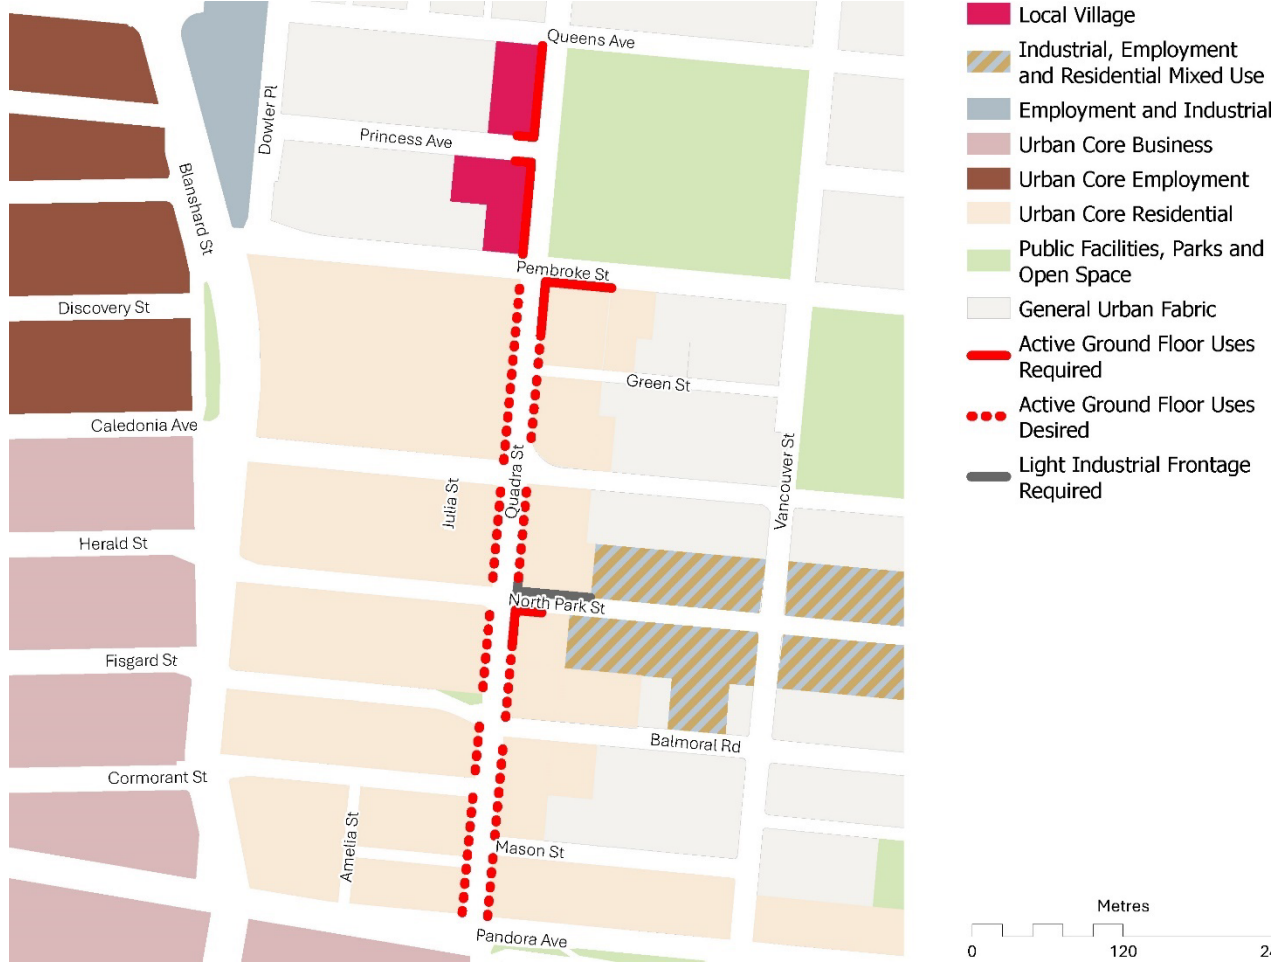 Queens Ave
Dowler Pl
Princess Ave
Blanshard St
Pembroke St
Discovery St
Green St
Caledonia Ave
Quadra St
Julia St
Vancouver St
Herald St
North Park St
Fisgard St
Balmoral Rd
Cormorant St
Amelia St
Mason St
Pandora Ave
Local Village
Industrial, Employment
and Residential Mixed Use
Employment and Industrial
Urban Core Business
Urban Core Employment
Urban Core Residential
Public Facilities, Parks and
Open Space
General Urban Fabric
Active Ground Floor Uses
Required
Active Ground Floor Uses
Desired
Light Industrial Frontage
Required
Metres
0 120